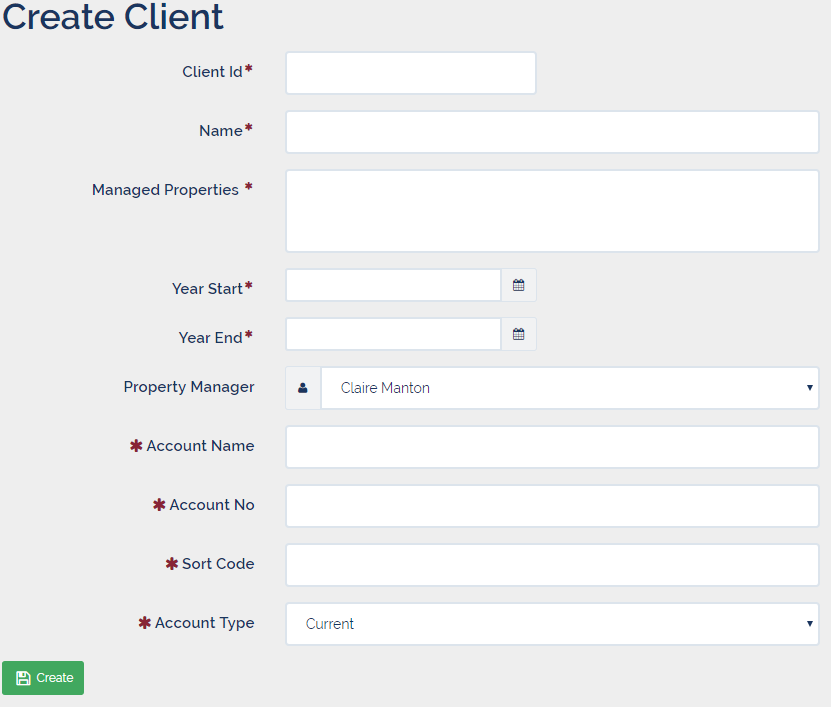 Create Client
Client Id*
Name*
Managed Properties *
Year Start*
Year End*
Property Manager
Claire Manton
* Account Name
* Account No
* Sort Code
* Account Type
Current
Create